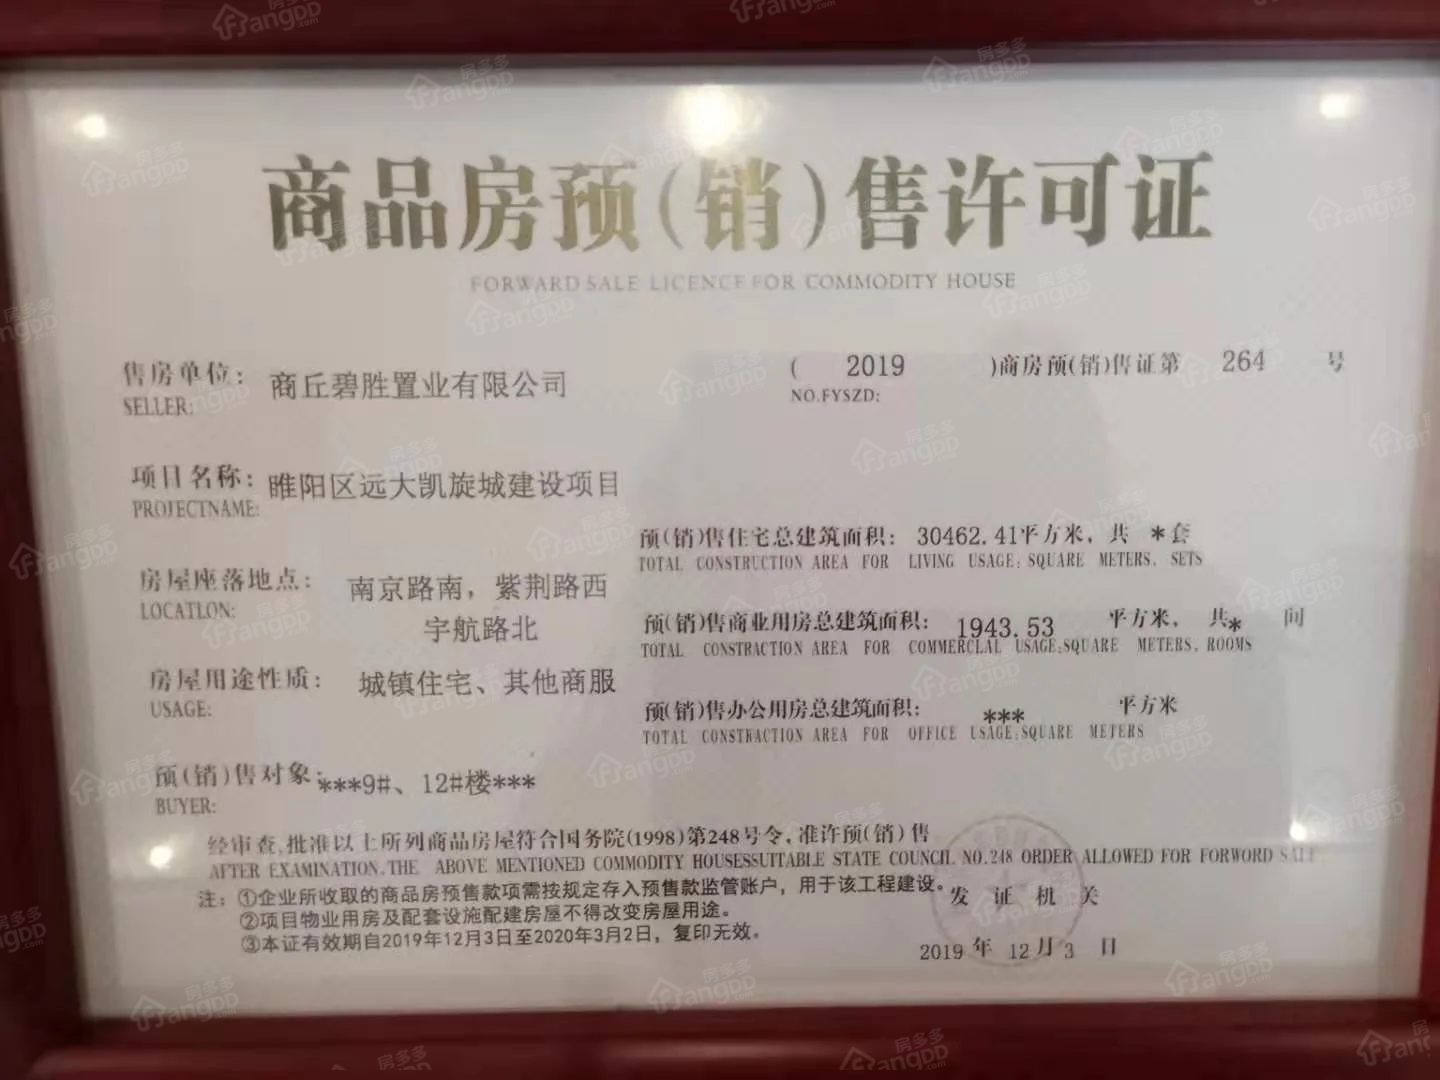 商品房预(销)售许可证
FORWARD SALE LICENCE FOR COMMODITY HOUSE
售房单位: 商丘碧胜置业有限公司
SELLER:
( 2019 )商房预(销)售证第 264 号
NO.FYSZD:
项目名称: 睢阳区远大凯旋城建设项目
PROJECTNAME:
房屋座落地点: 南京路南，紫荆路西
宇航路北
LOCATLON:
房屋用途性质: 城镇住宅、其他商服
USAGE:
预(销)售对象: ***9#、12#楼***
BUYER:
预(销)售住宅总建筑面积: 30462.41平方米, 共 *套
TOTAL CONSTRUCTION AREA FOR LIVING USAGE: SQUARE METERS. SETS
预(销)售商业用房总建筑面积: 1943.53 平方米, 共* 间
TOTAL CONSTRACTION AREA FOR COMMERCLAL USAGE:SQUARE METERS. ROOMS
预(销)售办公用房总建筑面积: *** 平方米
TOTAL CONSTRACTION AREA FOR OFFICE USAGE:SQUARE METERS
经审查,批准以上所列商品房屋符合国务院(1998)第248号令,准许预(销)售
AFTER EXAMINATION.THE ABOVE MENTIONED COMMODITY HOUSESSUITABLE STATE COUNCIL NO.248 ORDER ALLOWED FOR FORWORD SALE
注: ①企业所收取的商品房预售款项需按规定存入预售款监管账户，用于该工程建设。
②项目物业用房及配套设施配建房屋不得改变房屋用途。
③本证有效期自2019年12月3日至2020年3月2日，复印无效。
发 证 机 关
2019 年 12 月 3 日
房多多
Fangdd.com